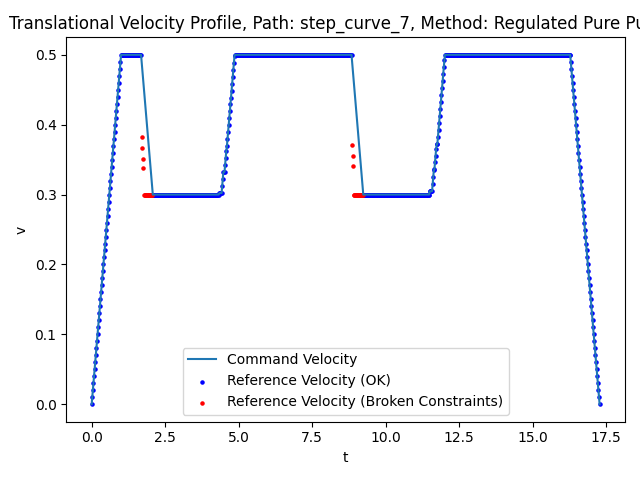 Translational Velocity Profile, Path: step_curve_7, Method: Regulated Pure Pu
0.5
0.4
0.3
0.2
0.1
0.0
v
Command Velocity
Reference Velocity (OK)
Reference Velocity (Broken Constraints)
0.0 2.5 5.0 7.5 10.0 12.5 15.0 17.5
t